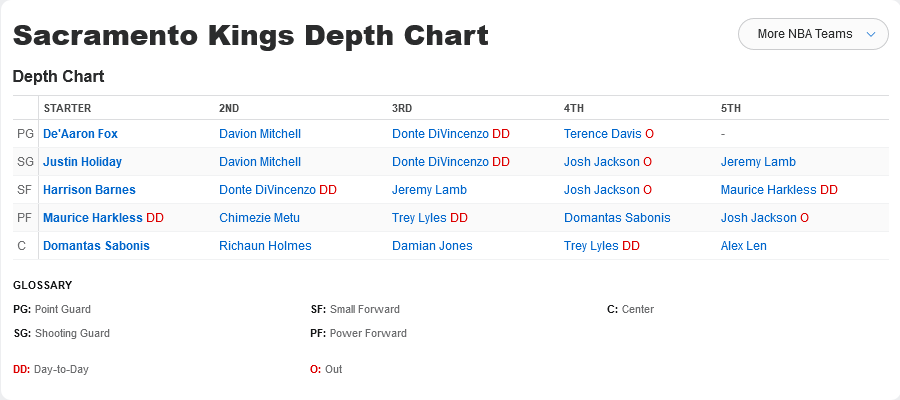 Sacramento Kings Depth Chart
More NBA Teams
Depth Chart
STARTER 2ND 3RD 4TH 5TH
PG De'Aaron Fox Davion Mitchell Donte DiVincenzo DD Terence Davis O -
SG Justin Holiday Davion Mitchell Donte DiVincenzo DD Josh Jackson O Jeremy Lamb
SF Harrison Barnes Donte DiVincenzo DD Jeremy Lamb Josh Jackson O Maurice Harkless DD
PF Maurice Harkless DD Chimezie Metu Trey Lyles DD Domantas Sabonis Josh Jackson O
C Domantas Sabonis Richaun Holmes Damian Jones Trey Lyles DD Alex Len
GLOSSARY
PG: Point Guard SF: Small Forward C: Center
SG: Shooting Guard PF: Power Forward
DD: Day-to-Day O: Out